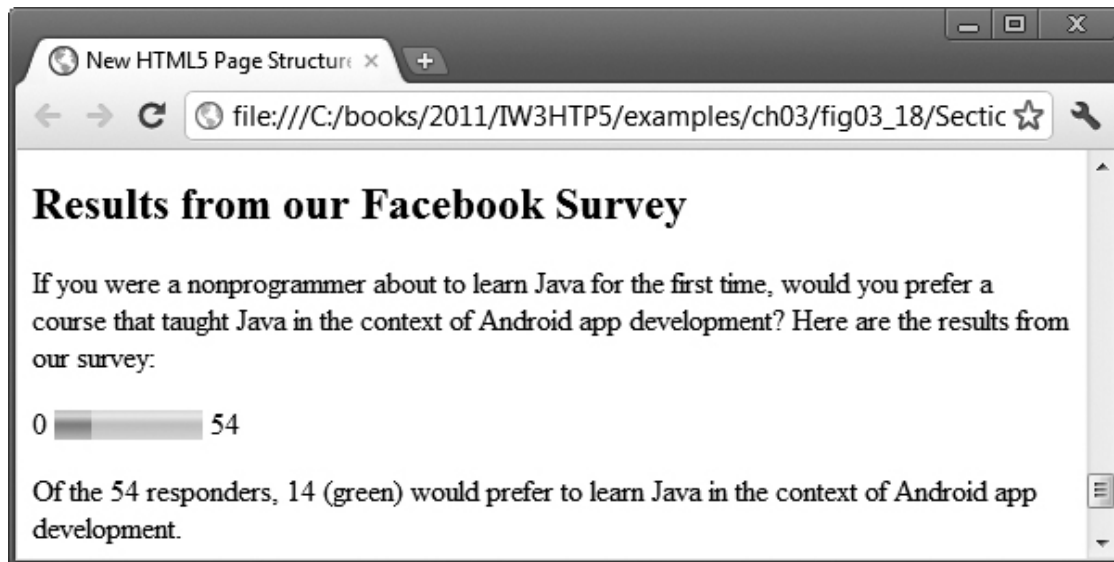 New HTML5 Page Structure
file:///C:/books/2011/IW3HTP5/examples/ch03/fig03_18/Sectic
Results from our Facebook Survey
If you were a nonprogrammer about to learn Java for the first time, would you prefer a
course that taught Java in the context of Android app development? Here are the results from
our survey:
0 54
Of the 54 responders, 14 (green) would prefer to learn Java in the context of Android app
development.